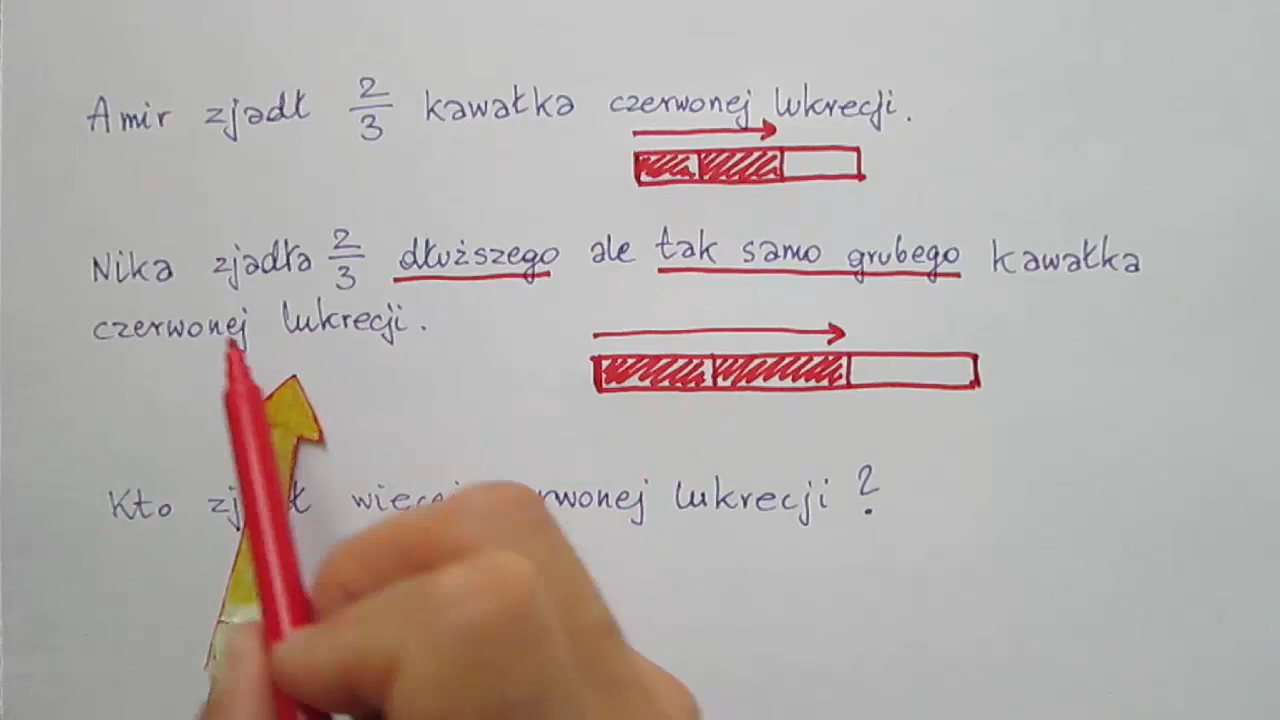 Amir zjadł 2/3 kawałka czerwonej lukrecji.
Nika zjadła 2/3 dłuższego ale tak samo grubego kawałka
czerwonej lukrecji.
Kto lukrecji?